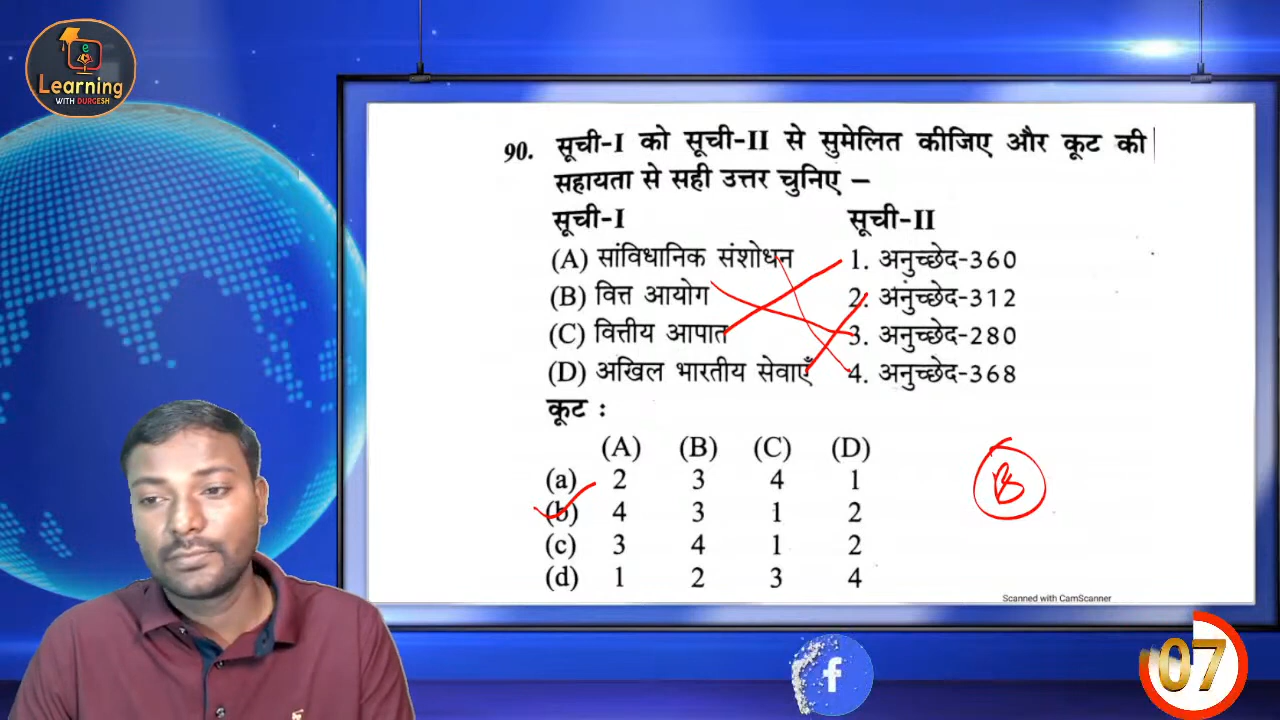 e
Learning
WITH DURGESH
90. सूची-I को सूची-II से सुमेलित कीजिए और कूट की
सहायता से सही उत्तर चुनिए –
सूची-I सूची-II
(A) सांविधानिक संशोधन 1. अनुच्छेद-360
(B) वित्त आयोग 2. अनुच्छेद-312
(C) वित्तीय आपात 3. अनुच्छेद-280
(D) अखिल भारतीय सेवाएँ 4. अनुच्छेद-368
कूट :
(A) (B) (C) (D)
(a) 2 3 4 1
(b) 4 3 1 2
(c) 3 4 1 2
(d) 1 2 3 4
B
Scanned with CamScanner
f
07